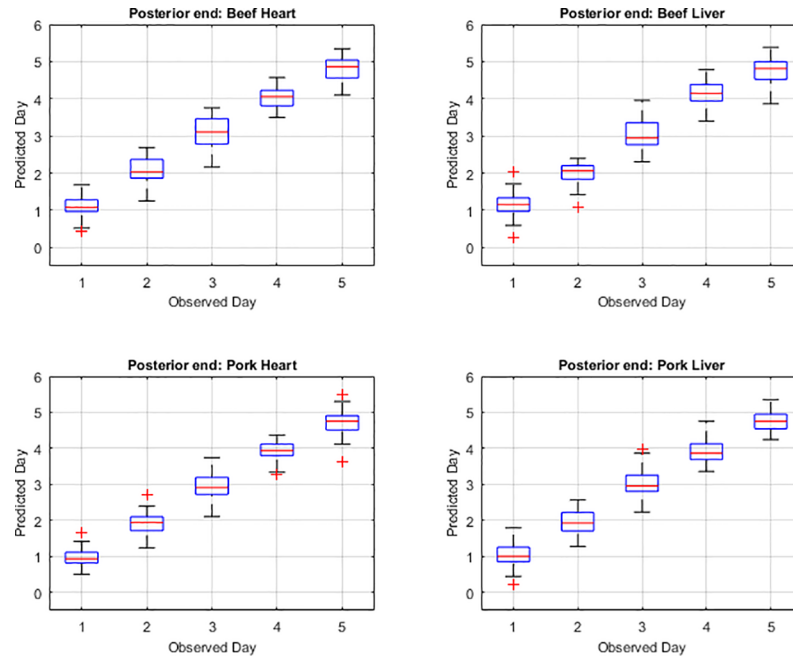 Posterior end: Beef Heart
6
5
4
3
2
1
0
Predicted Day
1 2 3 4 5
Observed Day
Posterior end: Beef Liver
6
5
4
3
2
1
0
Predicted Day
1 2 3 4 5
Observed Day
Posterior end: Pork Heart
6
5
4
3
2
1
0
Predicted Day
1 2 3 4 5
Observed Day
Posterior end: Pork Liver
6
5
4
3
2
1
0
Predicted Day
1 2 3 4 5
Observed Day